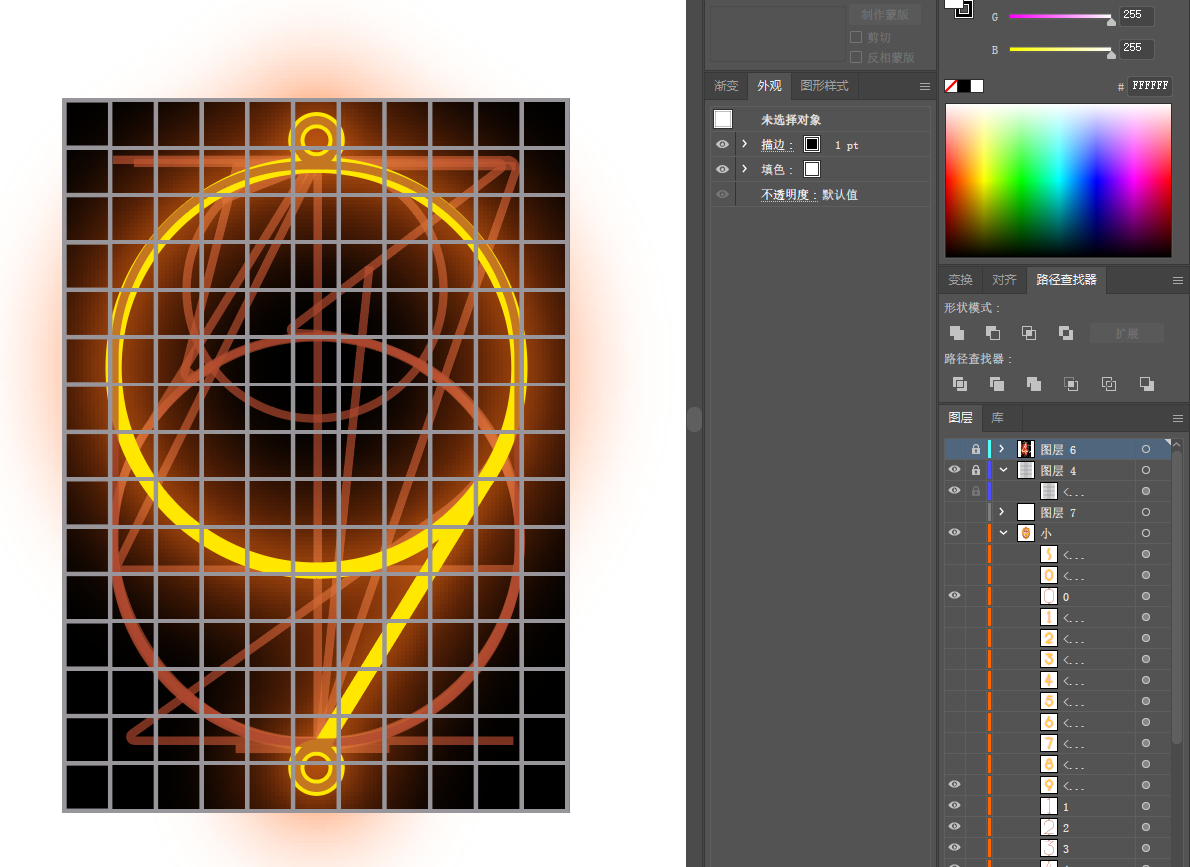 制作蒙版
剪切
反相蒙版
G 255
B 255
# FFFFFF
渐变 外观 图形样式
未选择对象
描边： 1 pt
填色：
不透明度： 默认值
变换 对齐 路径查找器
形状模式：
扩展
路径查找器：
图层 库
图层 6
图层 4
<...
图层 7
小
<...
<...
0
<...
<...
<...
<...
<...
<...
<...
<...
<...
1
2
3